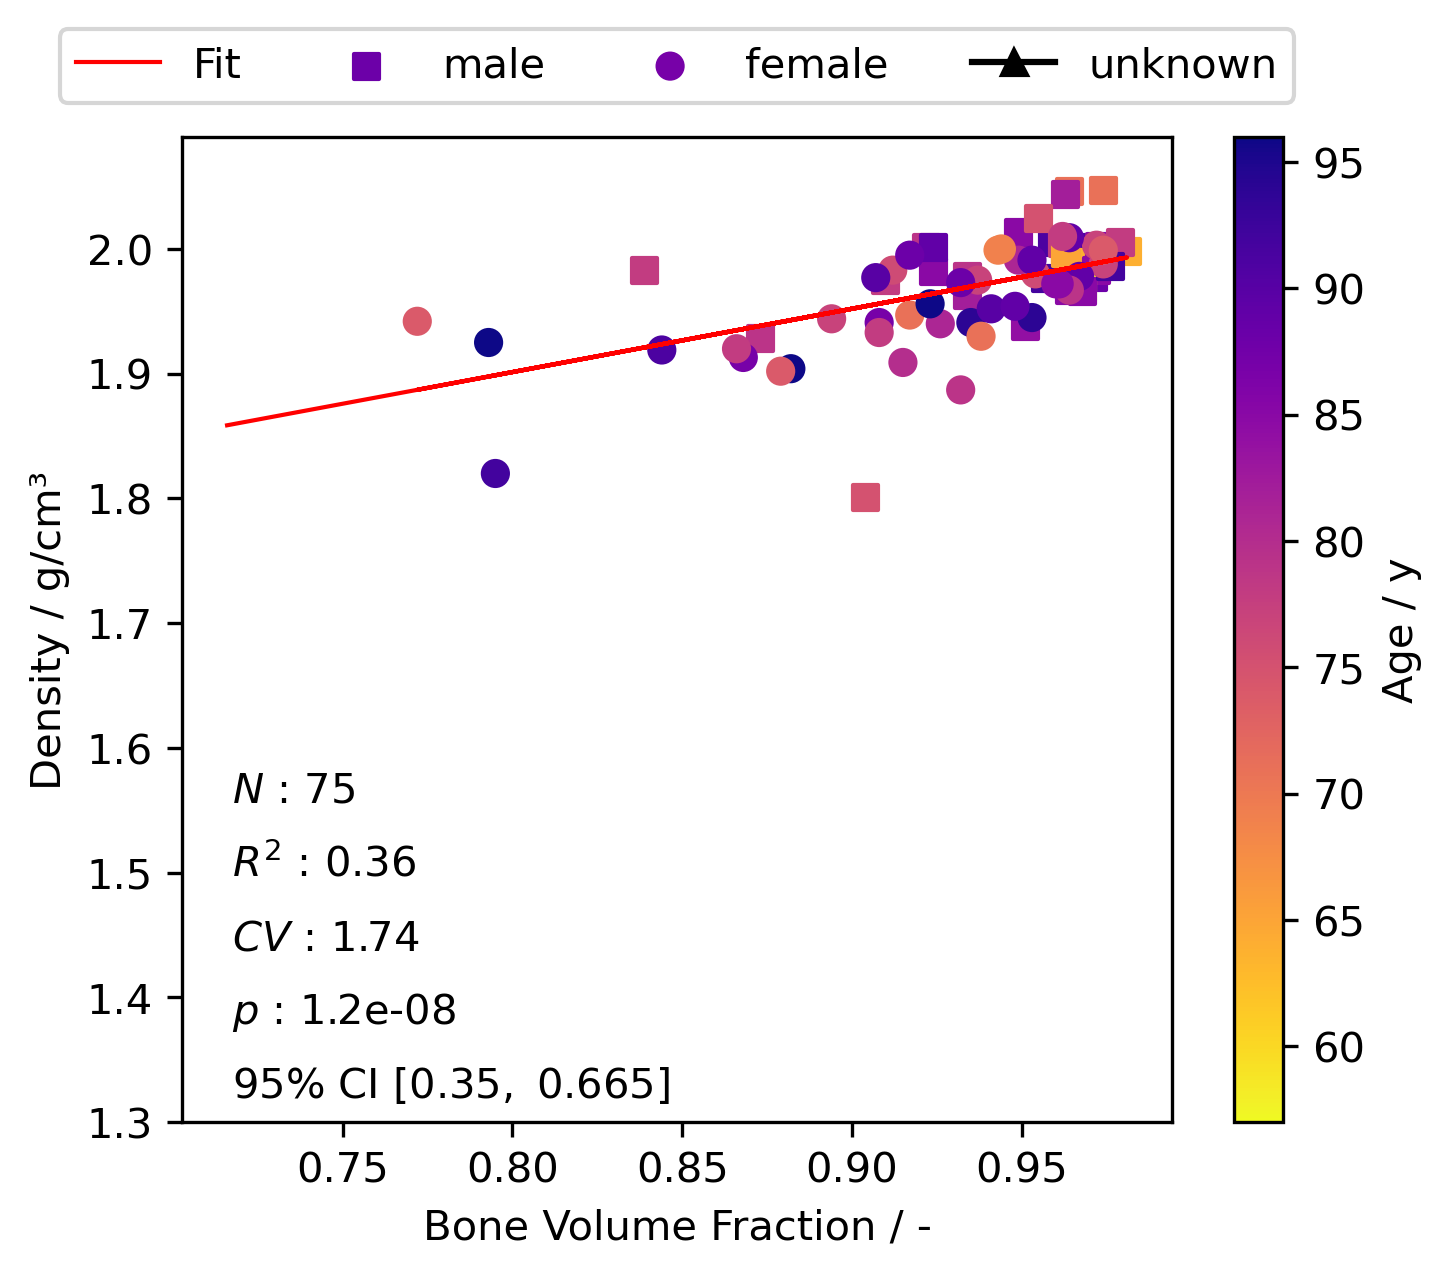 Fit male female unknown
2.0
1.9
1.8
1.7
1.6
1.5
1.4
1.3
Density / g/cm³
N : 75
R² : 0.36
CV : 1.74
p : 1.2e-08
95% CI [0.35, 0.665]
0.75 0.80 0.85 0.90 0.95
Bone Volume Fraction / -
95
90
85
80
75
70
65
60
Age / y